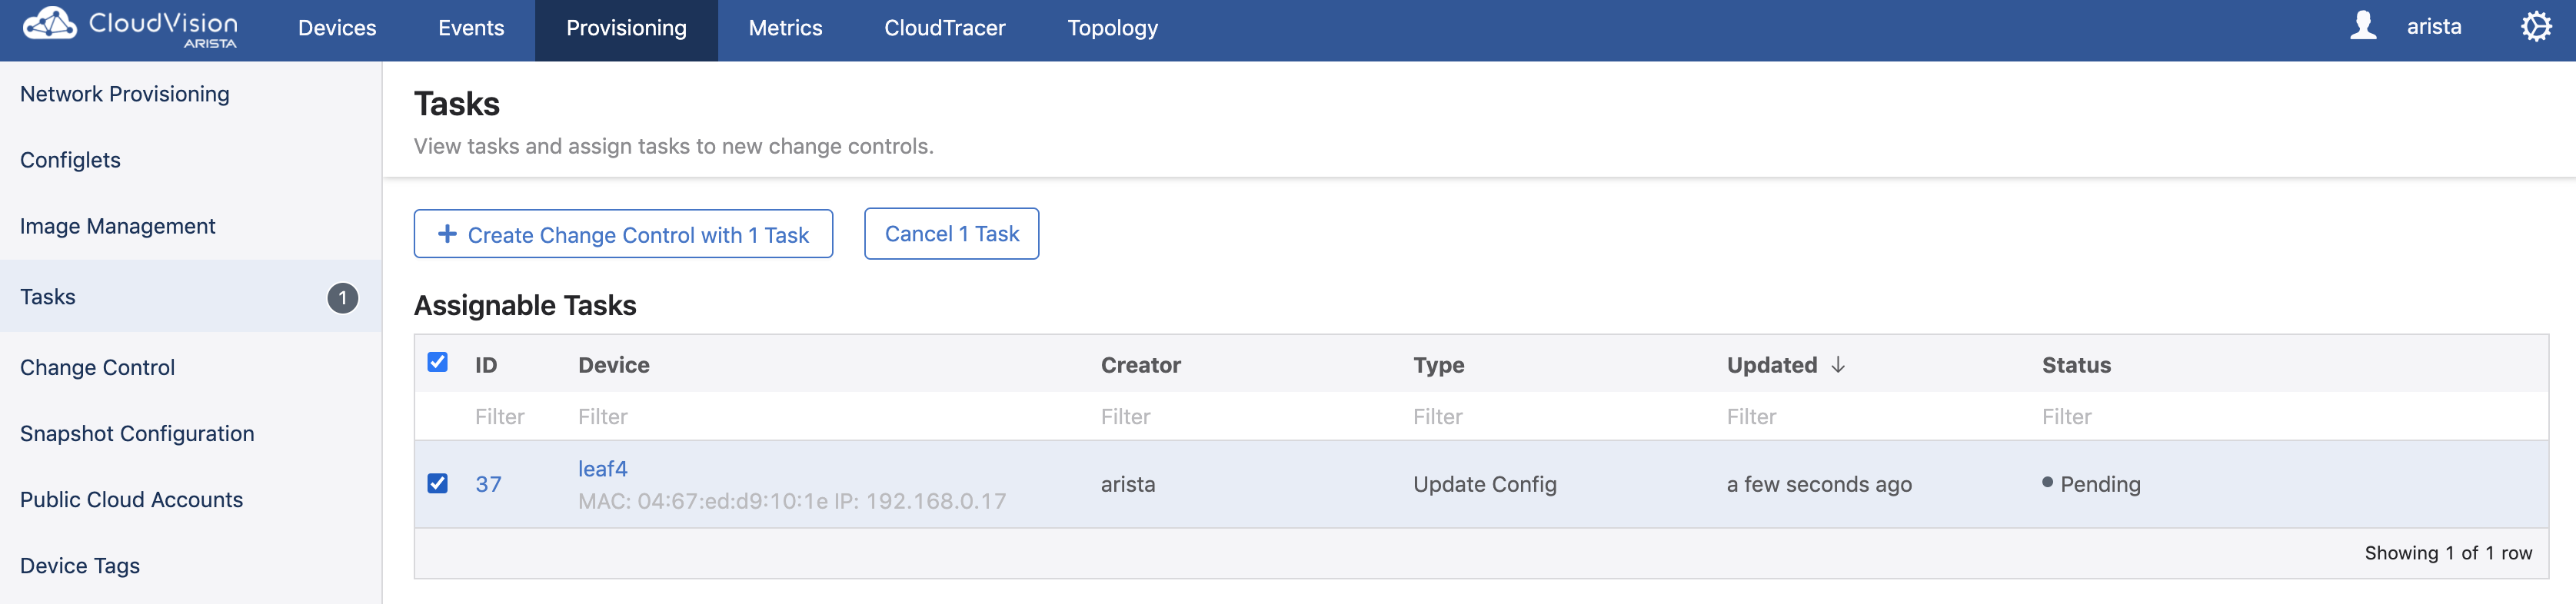 CloudVision
ARISTA
Devices Events Provisioning Metrics CloudTracer Topology arista
Network Provisioning
Configlets
Image Management
Tasks 1
Change Control
Snapshot Configuration
Public Cloud Accounts
Device Tags
Tasks
View tasks and assign tasks to new change controls.
+ Create Change Control with 1 Task Cancel 1 Task
Assignable Tasks
ID Device Creator Type Updated ↓ Status
Filter Filter Filter Filter Filter Filter
37 leaf4 arista Update Config a few seconds ago • Pending
MAC: 04:67:ed:d9:10:1e IP: 192.168.0.17
Showing 1 of 1 row